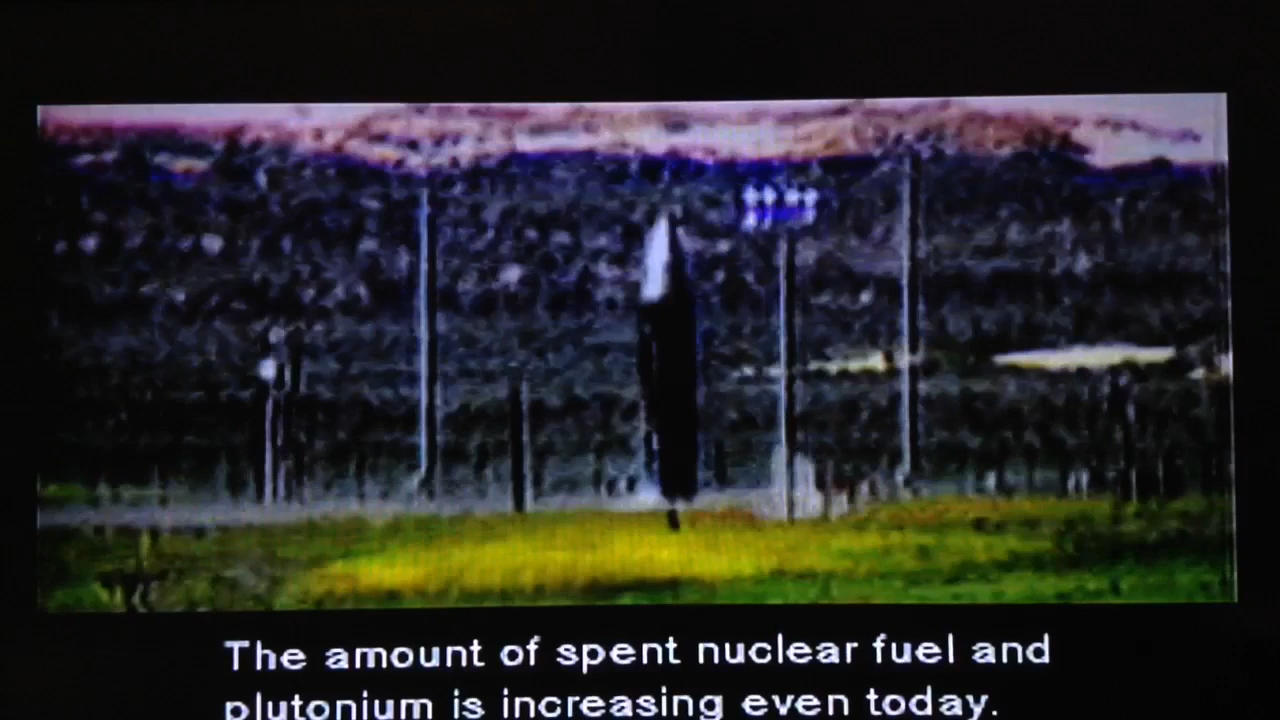 The amount of spent nuclear fuel and
plutonium is increasing even today.